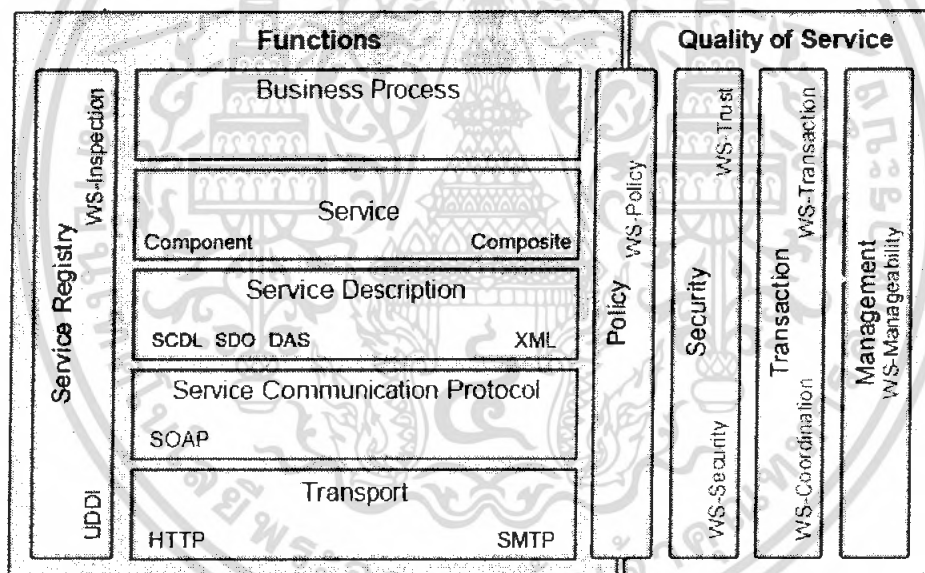 Functions
Quality of Service
Service Registry
WS-Inspection
UDDI
Business Process
Service
Component Composite
Service Description
SCDL SDO DAS XML
Service Communication Protocol
SOAP
Transport
HTTP SMTP
Policy
WS-Policy
Security
WS-Trust
WS-Security
Transaction
WS-Transaction
WS-Coordination
Management
WS-Manageability